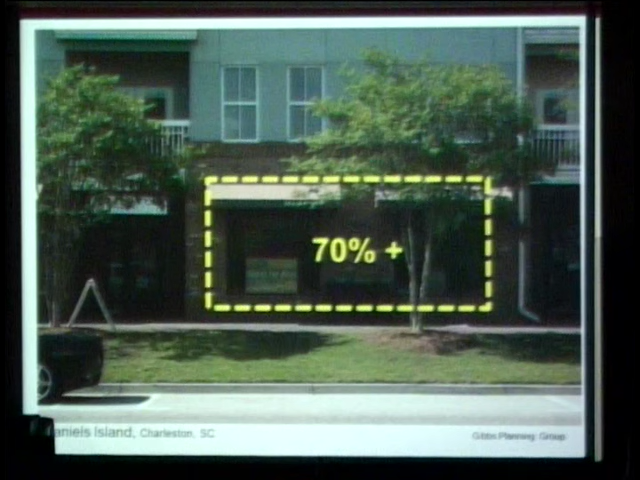 70% +
aniels Island, Charleston, SC
Gibbs Planning Group